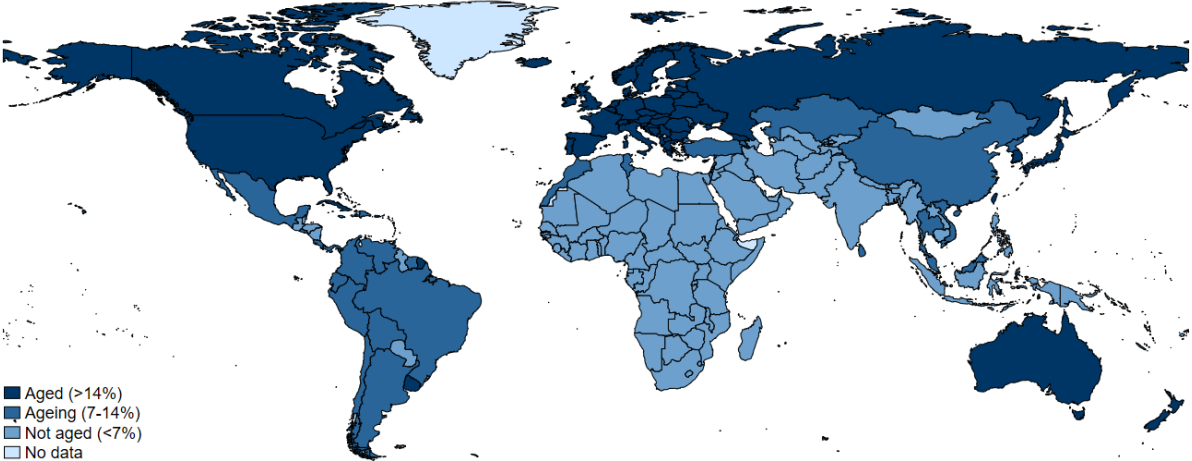 Aged (>14%)
Ageing (7-14%)
Not aged (<7%)
No data